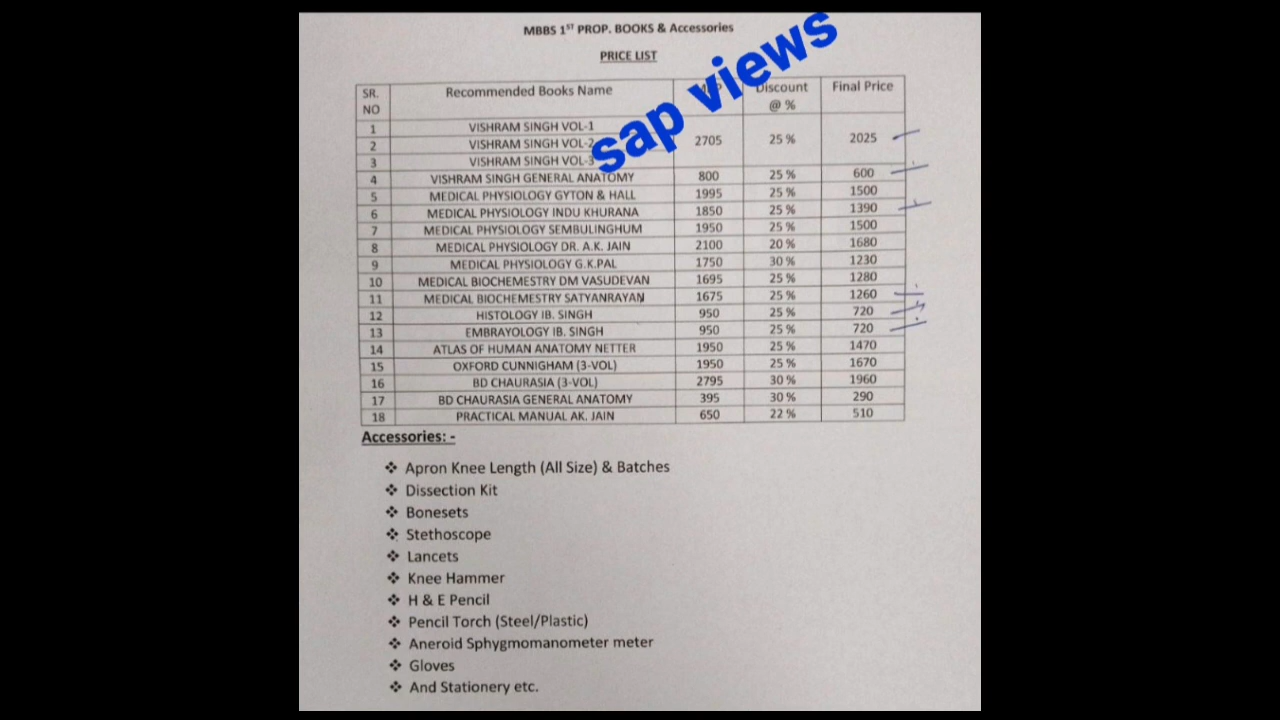 MBBS 1ST PROP. BOOKS & Accessories
PRICE LIST
sap views
SR. NO Recommended Books Name Discount @ % Final Price
1 VISHRAM SINGH VOL-1
2 VISHRAM SINGH VOL-2 2705 25 % 2025
3 VISHRAM SINGH VOL-3
4 VISHRAM SINGH GENERAL ANATOMY 800 25 % 600
5 MEDICAL PHYSIOLOGY GYTON & HALL 1995 25 % 1500
6 MEDICAL PHYSIOLOGY INDU KHURANA 1850 25 % 1390
7 MEDICAL PHYSIOLOGY SEMBULINGHUM 1950 25 % 1500
8 MEDICAL PHYSIOLOGY DR. A.K. JAIN 2100 20 % 1680
9 MEDICAL PHYSIOLOGY G.K.PAL 1750 30 % 1230
10 MEDICAL BIOCHEMESTRY DM VASUDEVAN 1695 25 % 1280
11 MEDICAL BIOCHEMESTRY SATYANRAYAN 1675 25 % 1260
12 HISTOLOGY IB. SINGH 950 25 % 720
13 EMBRAYOLOGY IB. SINGH 950 25 % 720
14 ATLAS OF HUMAN ANATOMY NETTER 1950 25 % 1470
15 OXFORD CUNNIGHAM (3-VOL) 1950 25 % 1670
16 BD CHAURASIA (3-VOL) 2795 30 % 1960
17 BD CHAURASIA GENERAL ANATOMY 395 30 % 290
18 PRACTICAL MANUAL AK. JAIN 650 22 % 510
Accessories: -
❖ Apron Knee Length (All Size) & Batches
❖ Dissection Kit
❖ Bonesets
❖ Stethoscope
❖ Lancets
❖ Knee Hammer
❖ H & E Pencil
❖ Pencil Torch (Steel/Plastic)
❖ Aneroid Sphygmomanometer meter
❖ Gloves
❖ And Stationery etc.